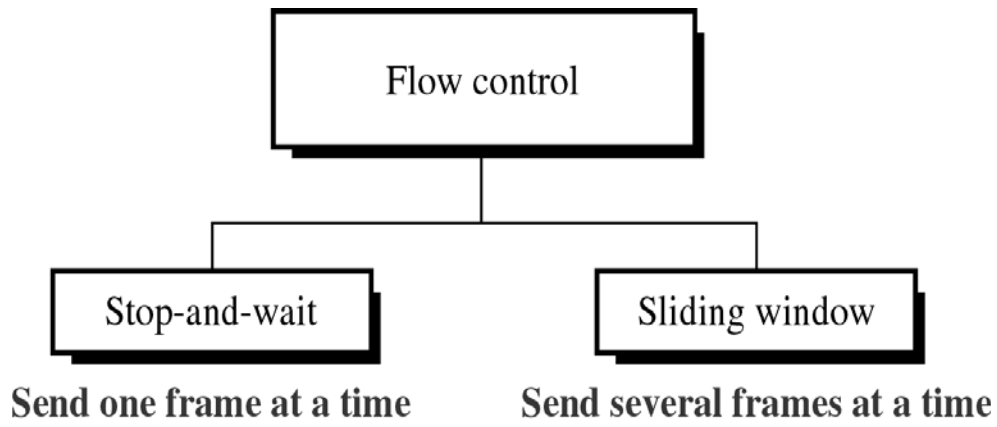 Flow control
Stop-and-wait
Sliding window
Send one frame at a time
Send several frames at a time